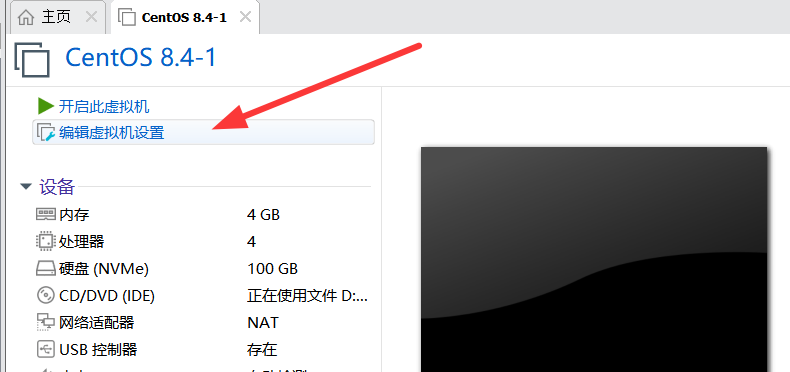 主页
CentOS 8.4-1
CentOS 8.4-1
开启此虚拟机
编辑虚拟机设置
设备
内存 4 GB
处理器 4
硬盘 (NVMe) 100 GB
CD/DVD (IDE) 正在使用文件 D:...
网络适配器 NAT
USB 控制器 存在